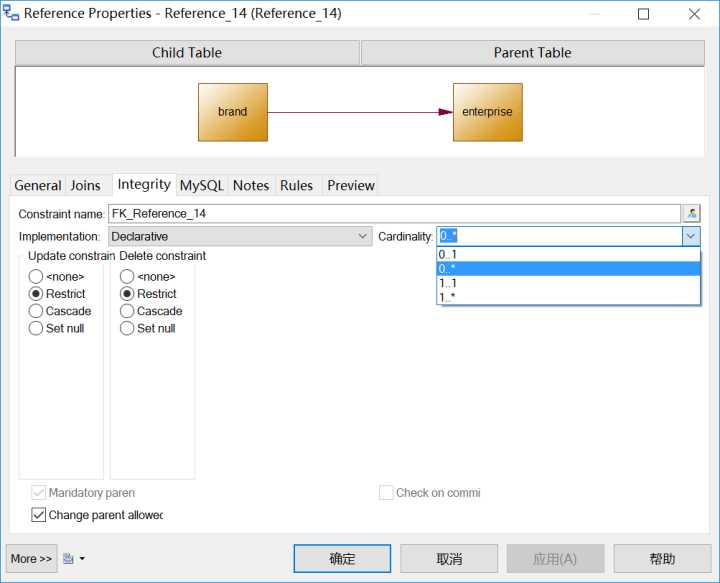 Reference Properties - Reference_14 (Reference_14)
Child Table
Parent Table
brand
enterprise
General Joins Integrity MySQL Notes Rules Preview
Constraint name: FK_Reference_14
Implementation: Declarative
Cardinality: 0..*
0..1
0..*
1..1
1..*
Update constrain
<none>
Restrict
Cascade
Set null
Delete constraint
<none>
Restrict
Cascade
Set null
Mandatory paren
Check on commi
Change parent allowec
More >>
确定
取消
应用(A)
帮助